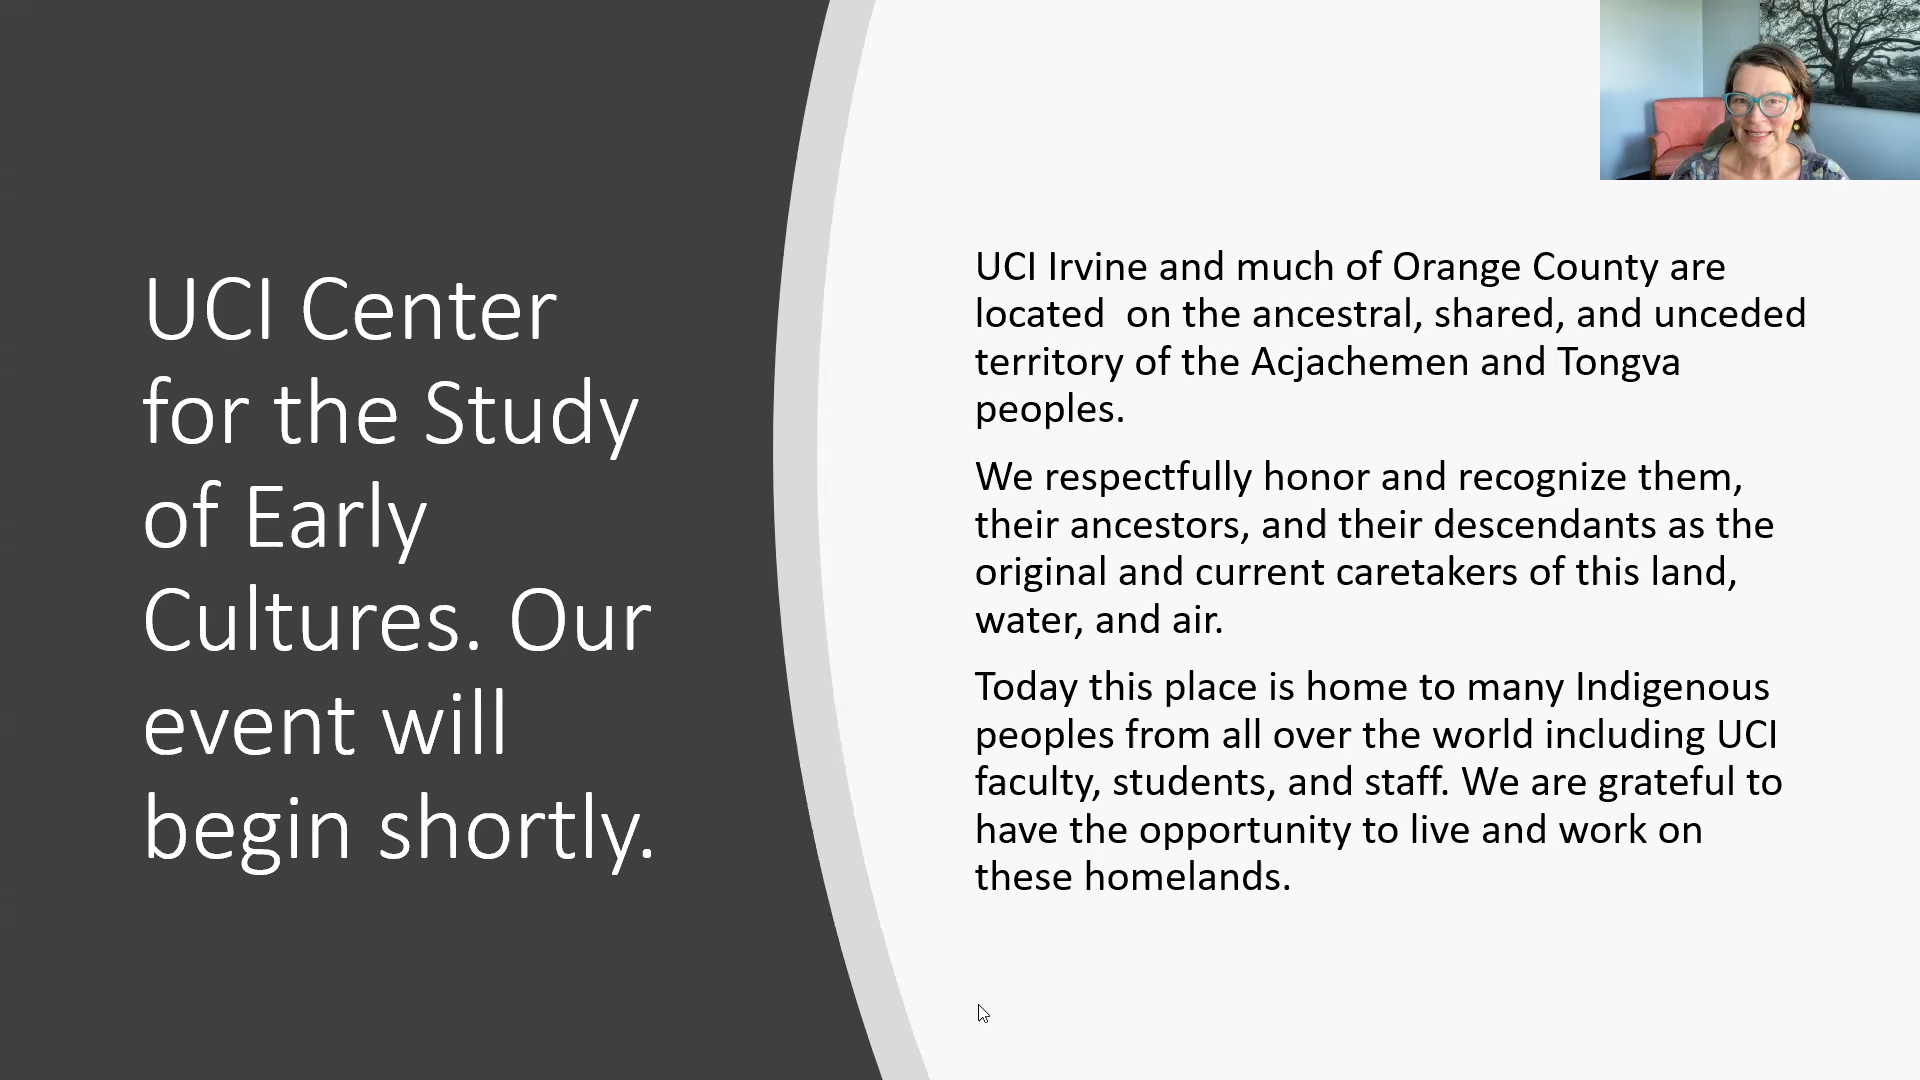 UCI Center
for the Study
of Early
Cultures. Our
event will
begin shortly.
UCI Irvine and much of Orange County are
located  on the ancestral, shared, and unceded
territory of the Acjachemen and Tongva
peoples.
We respectfully honor and recognize them,
their ancestors, and their descendants as the
original and current caretakers of this land,
water, and air.
Today this place is home to many Indigenous
peoples from all over the world including UCI
faculty, students, and staff. We are grateful to
have the opportunity to live and work on
these homelands.